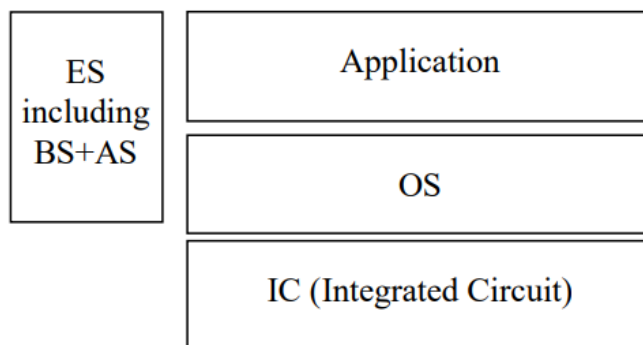 ES
including
BS+AS
Application
OS
IC (Integrated Circuit)